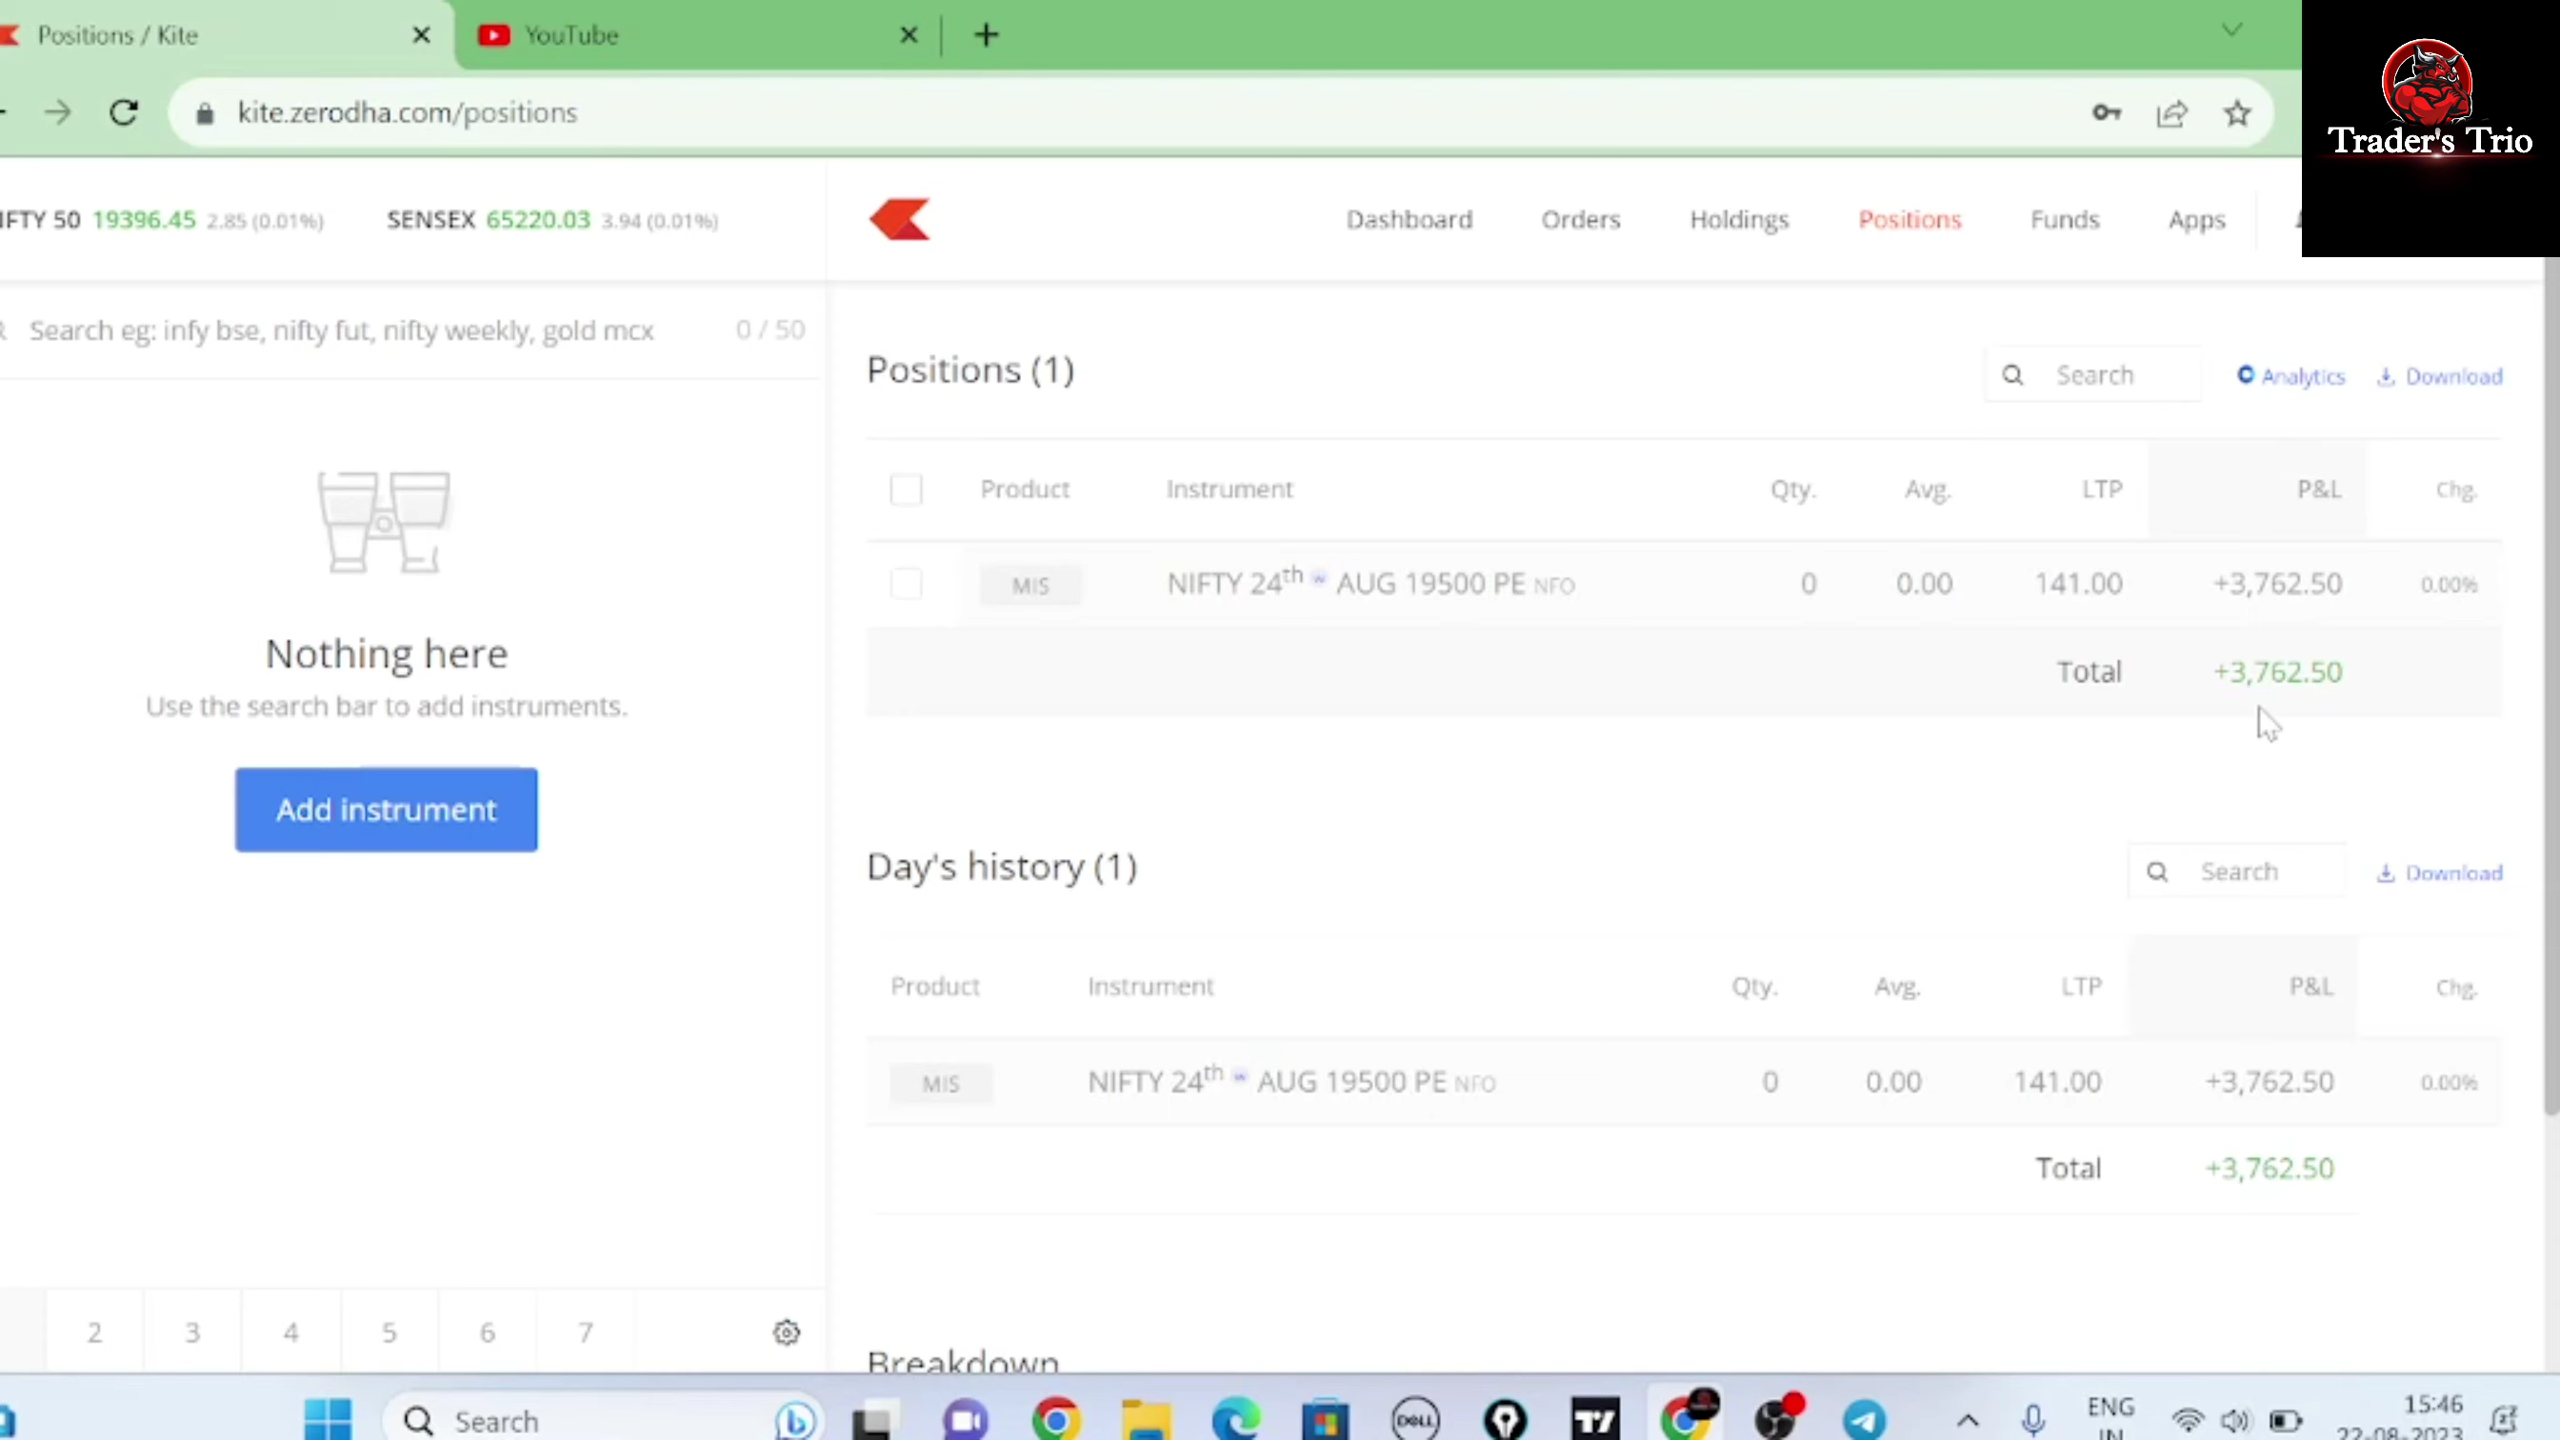 Positions / Kite
YouTube
kite.zerodha.com/positions
Trader's Trio
IFTY 50 19396.45 2.85 (0.01%) SENSEX 65220.03 3.94 (0.01%)
Dashboard Orders Holdings Positions Funds Apps
Search eg: infy bse, nifty fut, nifty weekly, gold mcx 0 / 50
Nothing here
Use the search bar to add instruments.
Add instrument
2 3 4 5 6 7
Positions (1) Search Analytics Download
Product Instrument Qty. Avg. LTP P&L Chg.
MIS NIFTY 24th w AUG 19500 PE NFO 0 0.00 141.00 +3,762.50 0.00%
Total +3,762.50
Day's history (1) Search Download
Product Instrument Qty. Avg. LTP P&L Chg.
MIS NIFTY 24th w AUG 19500 PE NFO 0 0.00 141.00 +3,762.50 0.00%
Total +3,762.50
Breakdown
Search DELL ENG 15:46
IN 22-08-2023